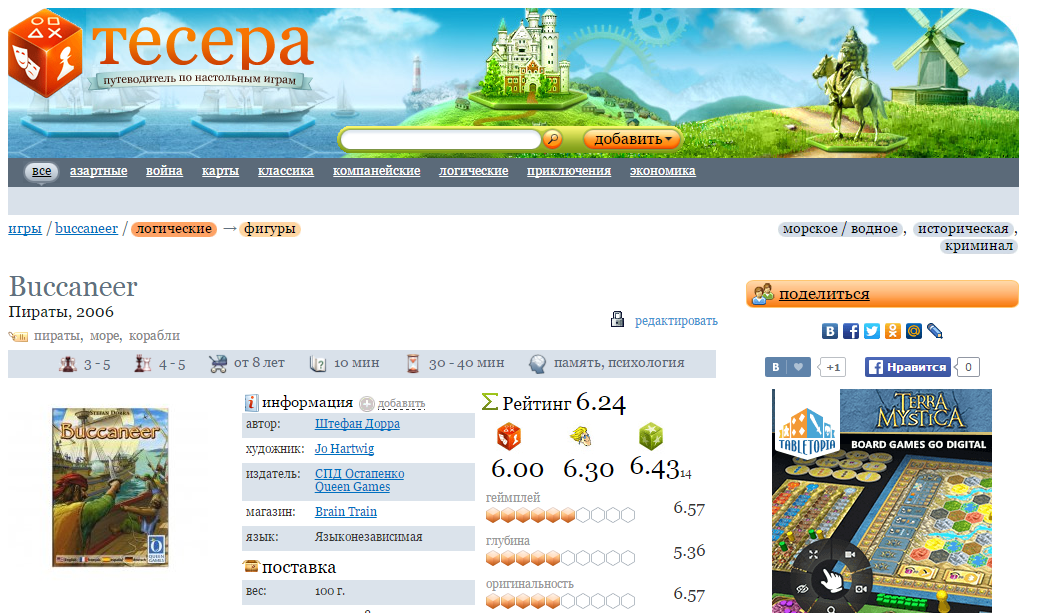 тесера
путеводитель по настольным играм
добавить
все азартные война карты классика компанейские логические приключения экономика
игры / buccaneer / логические → фигуры
морское / водное , историческая ,
криминал
Buccaneer
Пираты, 2006
пираты, море, корабли
редактировать
3 - 5 4 - 5 от 8 лет 10 мин 30 - 40 мин память, психология
STEFAN DORRA
Buccaneer
QUEEN GAMES
информация добавить
автор: Штефан Дорра
художник: Jo Hartwig
издатель: СПД Остапенко
Queen Games
магазин: Brain Train
язык: Языконезависимая
поставка
вес: 100 г.
Рейтинг 6.24
6.00 6.30 6.43 14
геймплей 6.57
глубина 5.36
оригинальность 6.57
поделиться
В +1 Нравится 0
TABLETOPIA
TERRA MYSTICA
BOARD GAMES GO DIGITAL